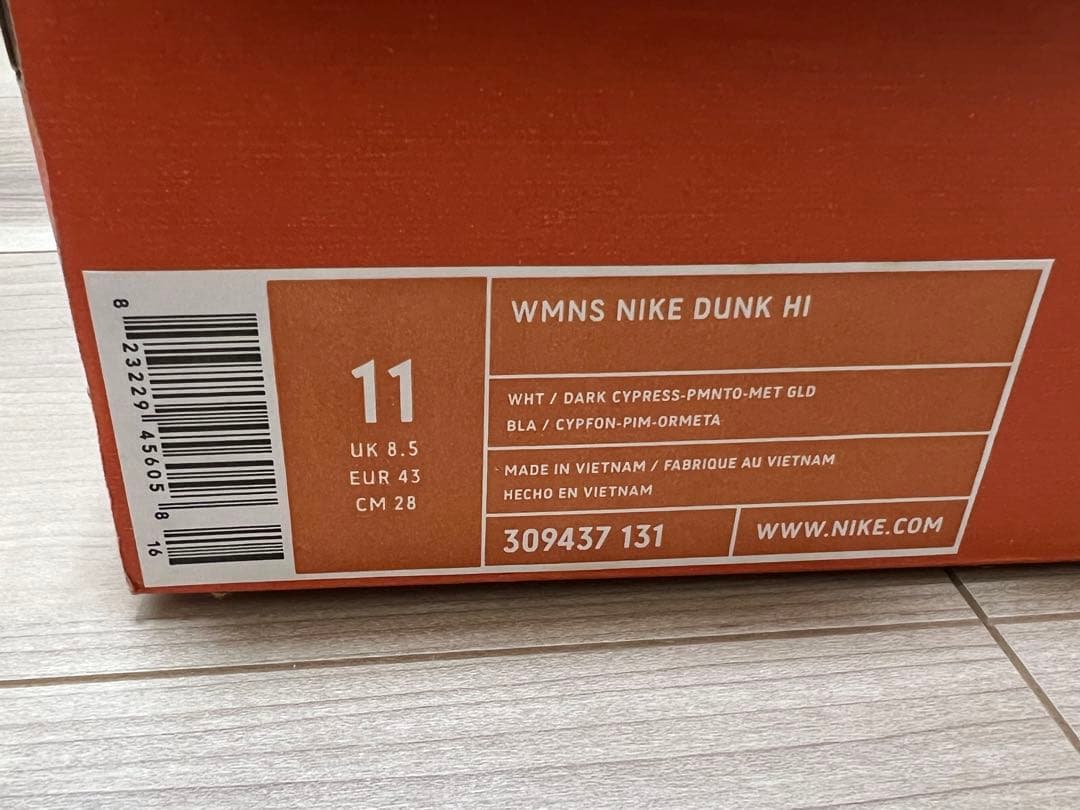 8 23229 45605 8 16
11
UK 8.5
EUR 43
CM 28
WMNS NIKE DUNK HI
WHT / DARK CYPRESS-PMNTO-MET GLD
BLA / CYPFON-PIM-ORMETA
MADE IN VIETNAM / FABRIQUE AU VIETNAM
HECHO EN VIETNAM
309437 131
WWW.NIKE.COM